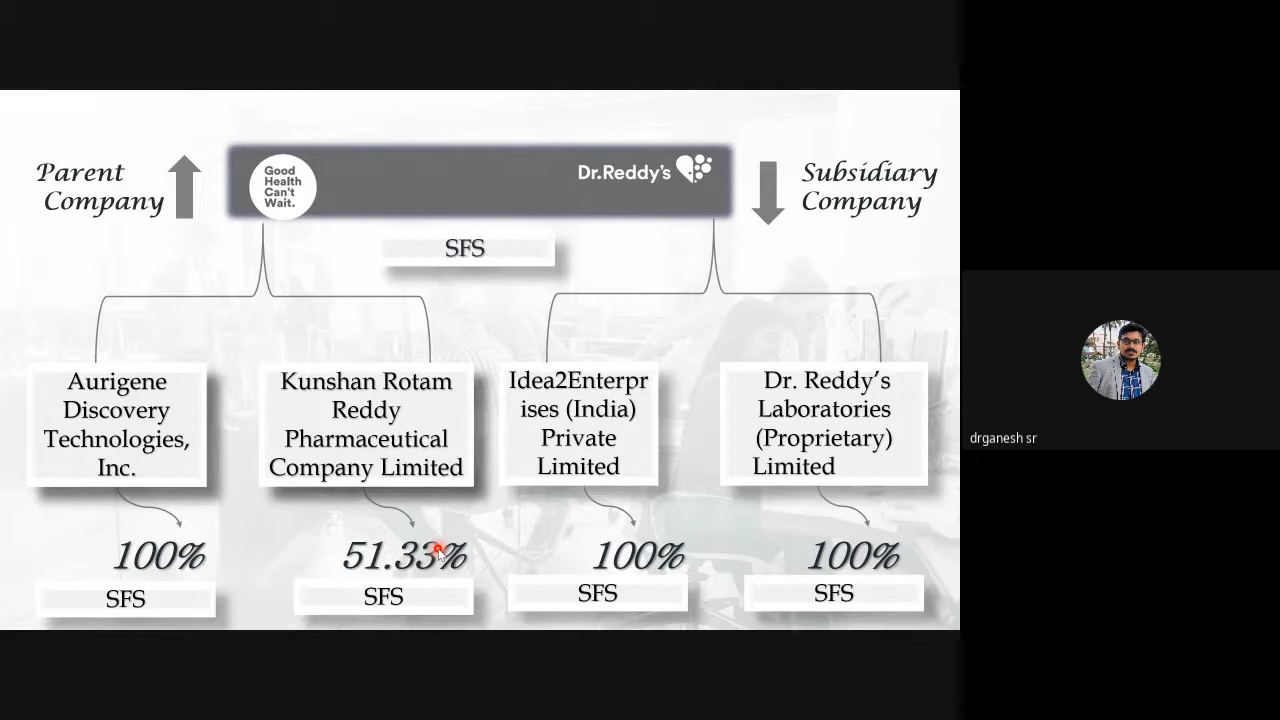 Parent
Company
Good
Health
Can't
Wait.
Dr.Reddy's
Subsidiary
Company
SFS
Aurigene
Discovery
Technologies,
Inc.
Kunshan Rotam
Reddy
Pharmaceutical
Company Limited
Idea2Enterpr
ises (India)
Private
Limited
Dr. Reddy’s
Laboratories
(Proprietary)
Limited
100%
51.33%
100%
100%
SFS
SFS
SFS
SFS
drganesh sr